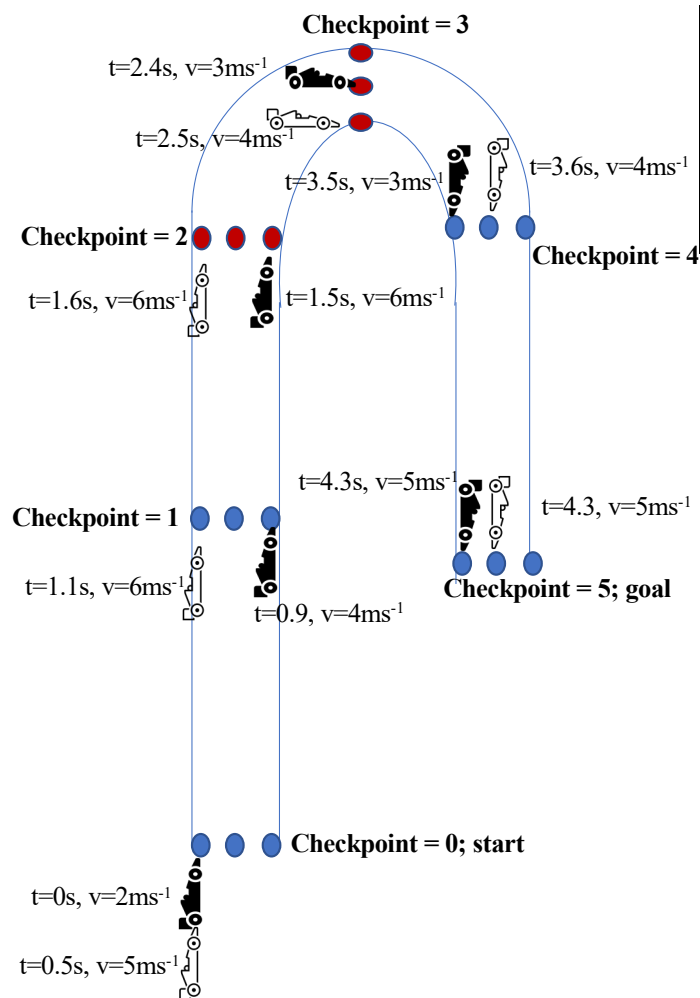 Checkpoint = 3
t=2.4s, v=3ms-1
t=2.5s, v=4ms-1
t=3.5s, v=3ms-1
t=3.6s, v=4ms-1
Checkpoint = 2
Checkpoint = 4
t=1.6s, v=6ms-1
t=1.5s, v=6ms-1
t=4.3s, v=5ms-1
t=4.3, v=5ms-1
Checkpoint = 1
t=1.1s, v=6ms-1
Checkpoint = 5; goal
t=0.9, v=4ms-1
Checkpoint = 0; start
t=0s, v=2ms-1
t=0.5s, v=5ms-1